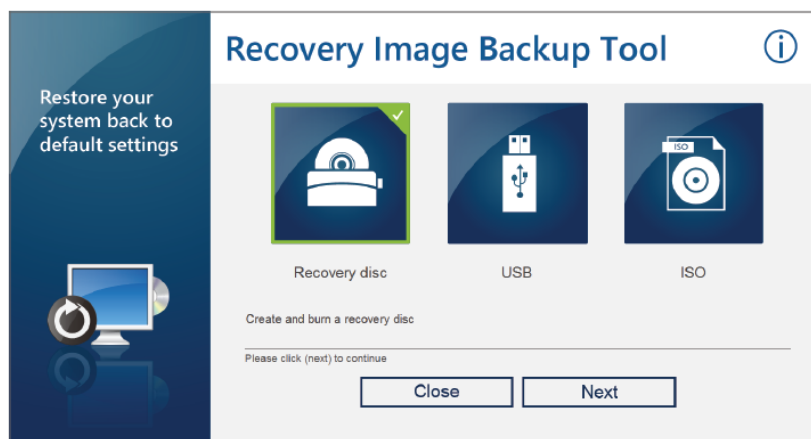 Recovery Image Backup Tool
Restore your
system back to
default settings
ISO
Recovery disc
USB
ISO
Create and burn a recovery disc
Please click (next) to continue
Close
Next